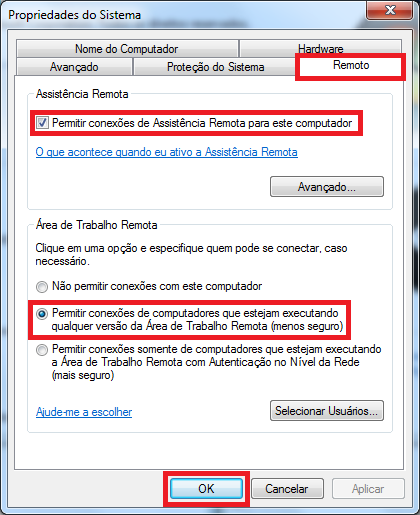 Propriedades do Sistema
Nome do Computador
Hardware
Avançado
Proteção do Sistema
Remoto
Assistência Remota
Permitir conexões de Assistência Remota para este computador
O que acontece quando eu ativo a Assistência Remota
Avançado...
Área de Trabalho Remota
Clique em uma opção e especifique quem pode se conectar, caso
necessário.
Não permitir conexões com este computador
Permitir conexões de computadores que estejam executando
qualquer versão da Área de Trabalho Remota (menos seguro)
Permitir conexões somente de computadores que estejam executando
a Área de Trabalho Remota com Autenticação no Nível da Rede
(mais seguro)
Ajude-me a escolher
Selecionar Usuários...
OK
Cancelar
Aplicar